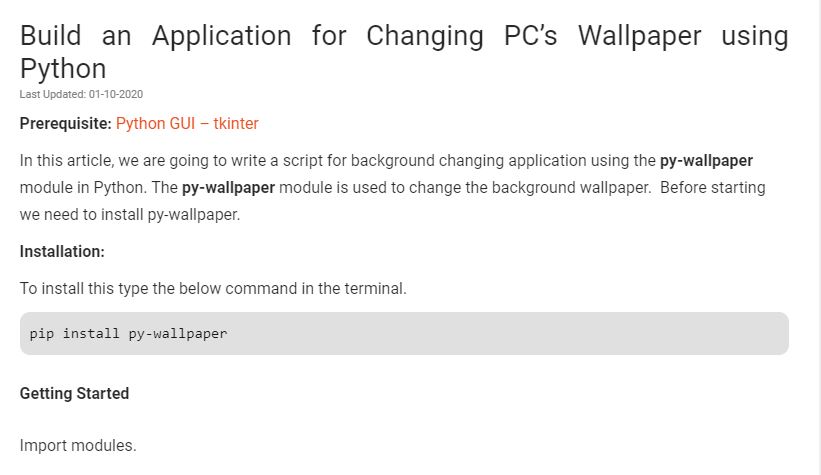 Build an Application for Changing PC’s Wallpaper using
Python
Last Updated: 01-10-2020
Prerequisite: Python GUI – tkinter
In this article, we are going to write a script for background changing application using the py-wallpaper
module in Python. The py-wallpaper module is used to change the background wallpaper.  Before starting
we need to install py-wallpaper.
Installation:
To install this type the below command in the terminal.
pip install py-wallpaper
Getting Started
Import modules.